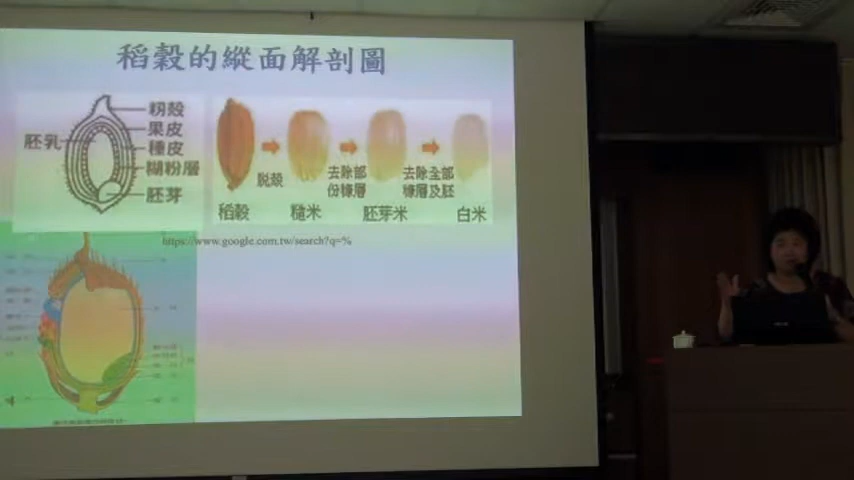 稻穀的縱面解剖圖
粉殼
果皮
胚乳
種皮
糊粉層
胚芽
脫殼
去除部
份糠層
去除全部
糠層及胚
稻穀
糙米
胚芽米
白米
https://www.google.com.tw/search?q=%